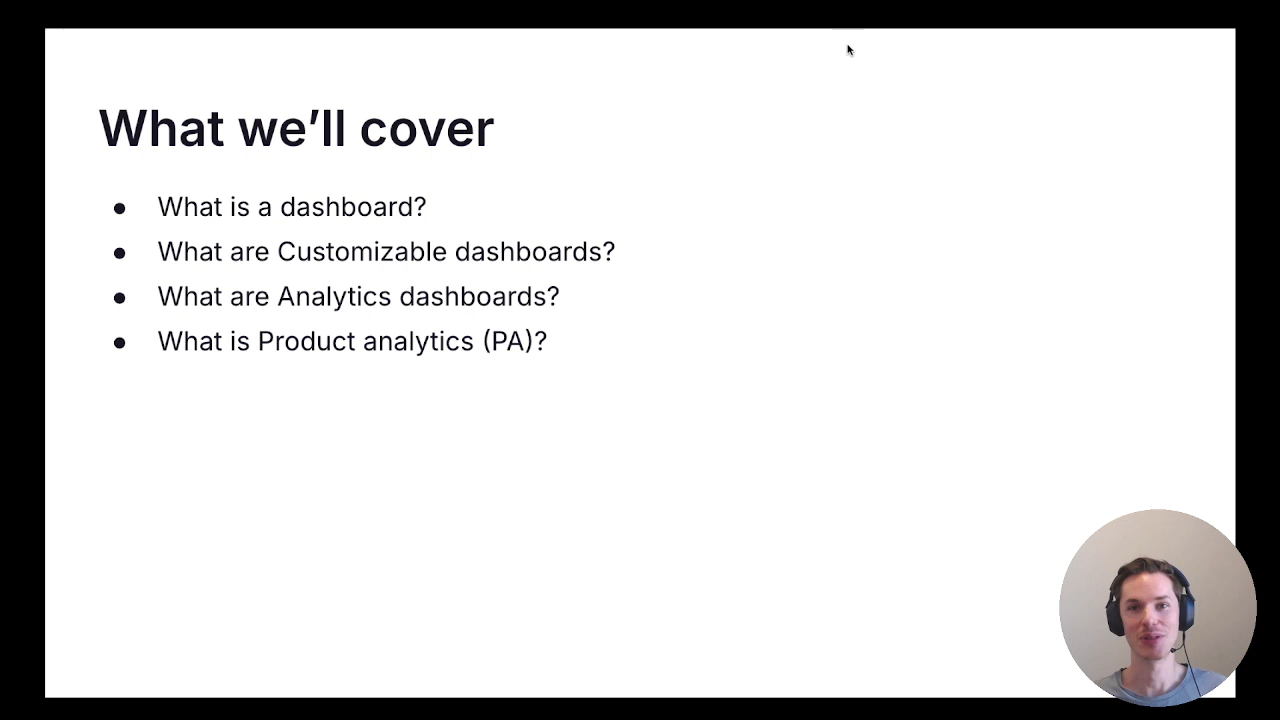 What we’ll cover
● What is a dashboard?
● What are Customizable dashboards?
● What are Analytics dashboards?
● What is Product analytics (PA)?